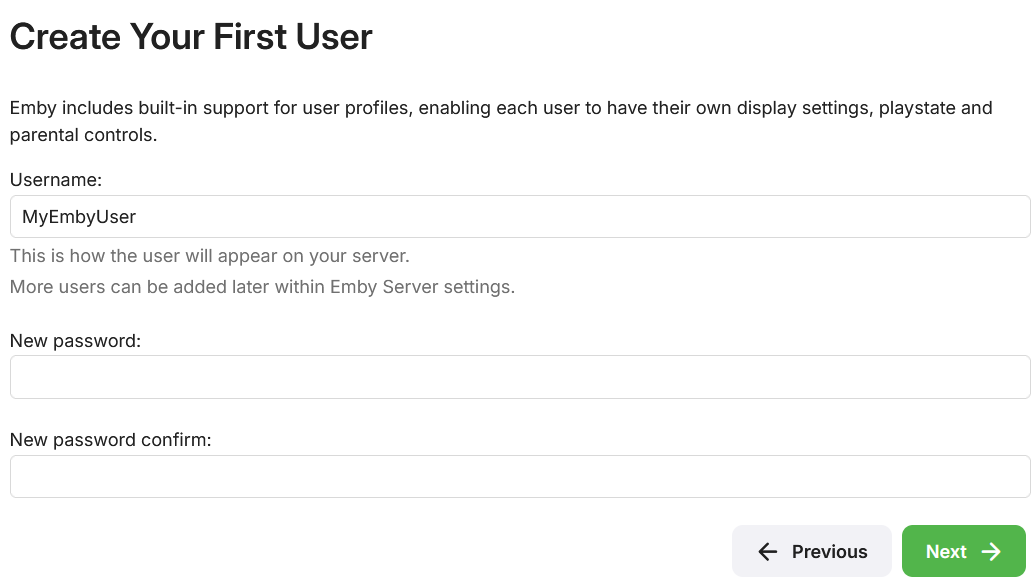 Create Your First User
Emby includes built-in support for user profiles, enabling each user to have their own display settings, playstate and
parental controls.
Username:
MyEmbyUser
This is how the user will appear on your server.
More users can be added later within Emby Server settings.
New password:
New password confirm:
Previous
Next